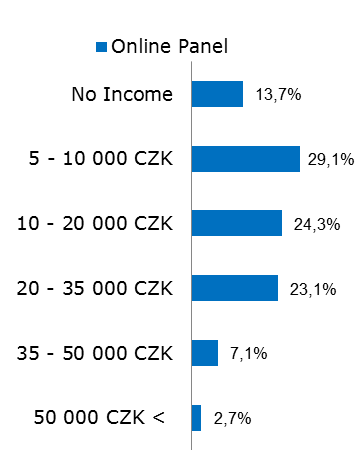 Online Panel
No Income 13,7%
5 - 10 000 CZK 29,1%
10 - 20 000 CZK 24,3%
20 - 35 000 CZK 23,1%
35 - 50 000 CZK 7,1%
50 000 CZK < 2,7%